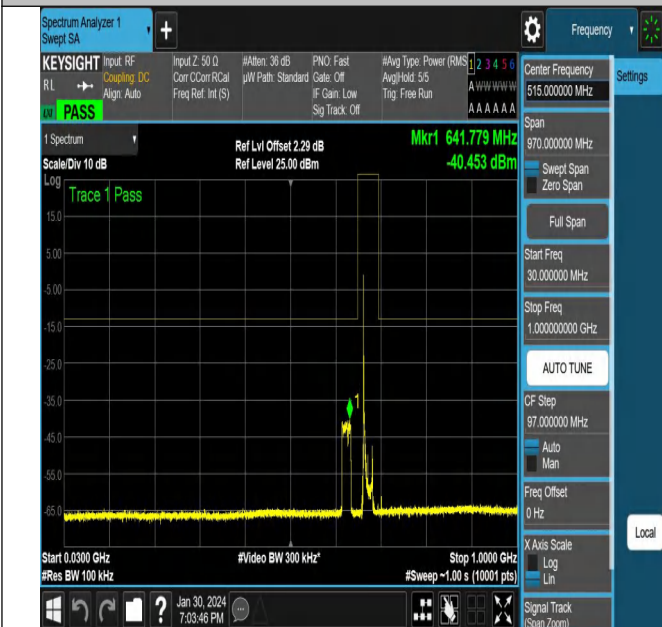 Spectrum Analyzer 1
Swept SA
+
Frequency
KEYSIGHT
Input: RF
Coupling: DC
Align: Auto
Input Z: 50 Ω
Corr CCorr RCal
Freq Ref: Int (S)
#Atten: 36 dB
µW Path: Standard
PNO: Fast
Gate: Off
IF Gain: Low
Sig Track: Off
#Avg Type: Power (RMS
Avg|Hold: 5/5
Trig: Free Run
1 2 3 4 5 6
A W W W W W
A A A A A A
R L
PASS
1 Spectrum
Scale/Div 10 dB
Ref Lvl Offset 2.29 dB
Ref Level 25.00 dBm
Mkr1 641.779 MHz
-40.453 dBm
Log
Trace 1 Pass
15.0
5.00
-5.00
-15.0
-25.0
-35.0
-45.0
-55.0
-65.0
1
Start 0.0300 GHz
#Res BW 100 kHz
#Video BW 300 kHz*
Stop 1.0000 GHz
#Sweep ~1.00 s (10001 pts)
Jan 30, 2024
7:03:46 PM
?
Center Frequency
515.000000 MHz
Settings
Span
970.000000 MHz
Swept Span
Zero Span
Full Span
Start Freq
30.000000 MHz
Stop Freq
1.000000000 GHz
AUTO TUNE
CF Step
97.000000 MHz
Auto
Man
Freq Offset
0 Hz
Local
X Axis Scale
Log
Lin
Signal Track
(Span Zoom)